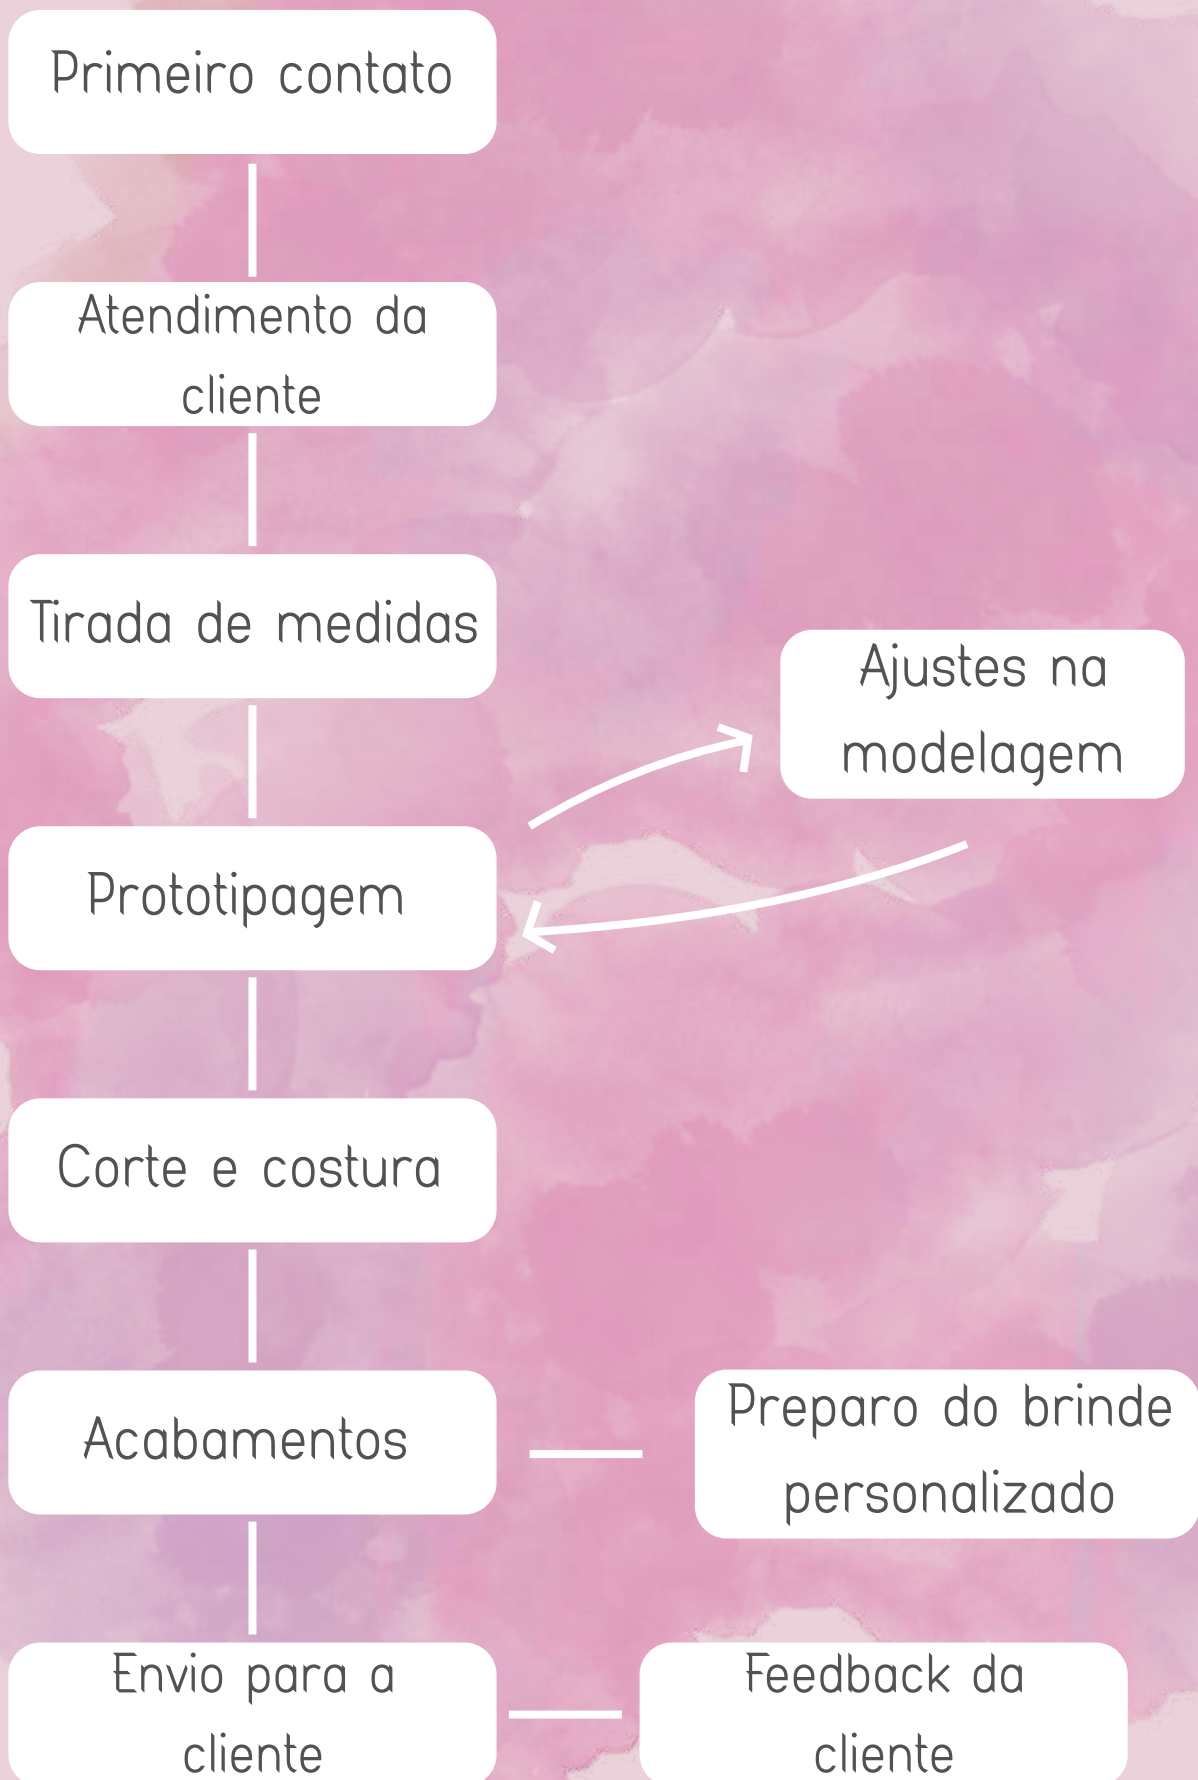 Primeiro contato
Atendimento da
cliente
Tirada de medidas
Ajustes na
modelagem
Prototipagem
Corte e costura
Acabamentos
Preparo do brinde
personalizado
Envio para a
cliente
Feedback da
cliente